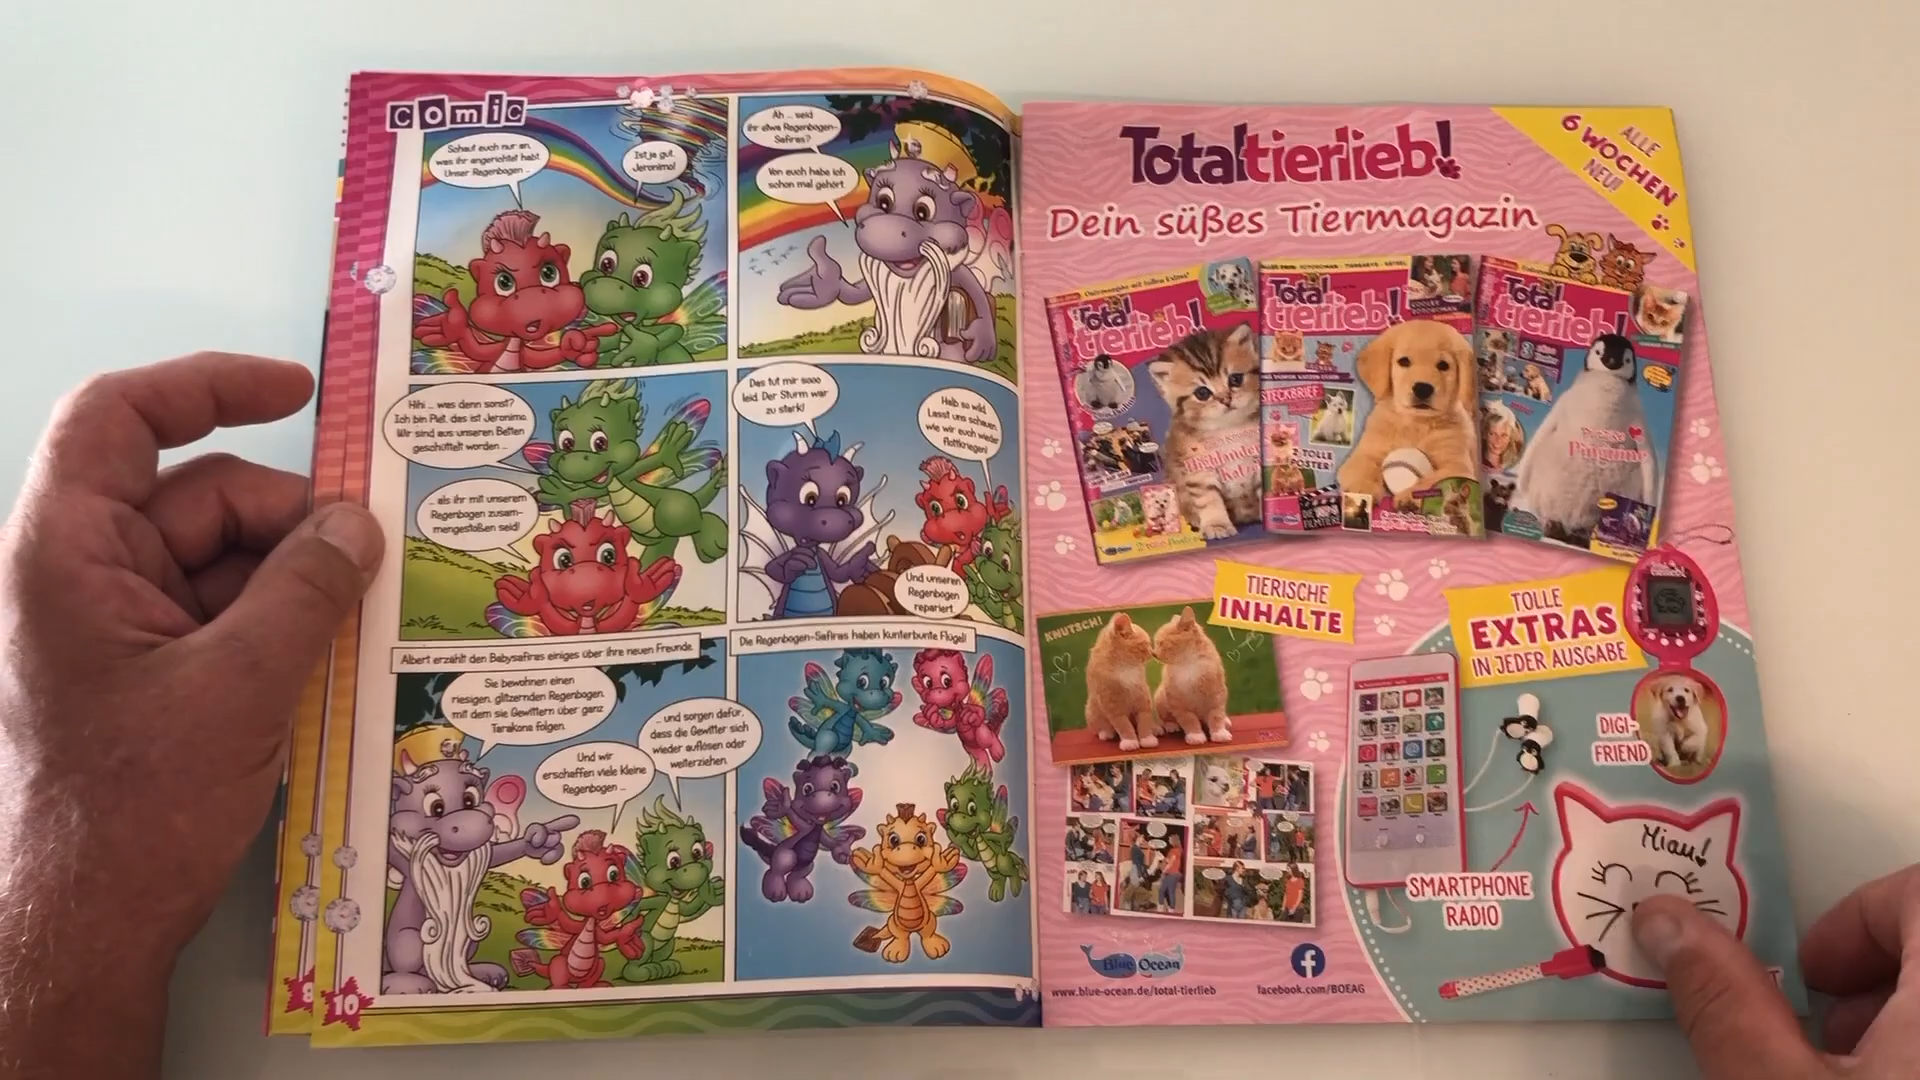 comic
Schaut euch nur an,
was ihr angerichtet habt.
Unser Regenbogen ...
Ist ja gut,
Jeronimo!
Ah ... seid
ihr etwa Regenbogen-
Safiras?
Von euch habe ich
schon mal gehört.
Hihi ... was denn sonst?
Ich bin Piet, das ist Jeronimo.
Wir sind aus unseren Betten
geschüttelt worden ...
... als ihr mit unserem
Regenbogen zusam-
mengestoßen seid!
Das tut mir sooo
leid. Der Sturm war
zu stark!
Halb so wild.
Lasst uns schauen,
wie wir euch wieder
flottkriegen!
Und unseren
Regenbogen
repariert.
Albert erzählt den Babysafiras einiges über ihre neuen Freunde.
Sie bewohnen einen
riesigen, glitzernden Regenbogen,
mit dem sie Gewittern über ganz
Tarakona folgen.
Und wir
erschaffen viele kleine
Regenbogen ...
... und sorgen dafür,
dass die Gewitter sich
wieder auflösen oder
weiterziehen.
Die Regenbogen-Safiras haben kunterbunte Flügel!
8
10
Totaltierlieb!
Dein süßes Tiermagazin
ALLE
6 WOCHEN
NEU!
Total
tierlieb!
Total
tierlieb!
STECKBRIEF
2 TOLLE
POSTER!
Total
tierlieb!
Pinguine
TIERISCHE
INHALTE
KNUTSCH!
TOLLE
EXTRAS
IN JEDER AUSGABE
DIGI-
FRIEND
SMARTPHONE
RADIO
Miau!
Blue Ocean
www.blue-ocean.de/total-tierlieb
facebook.com/BOEAG